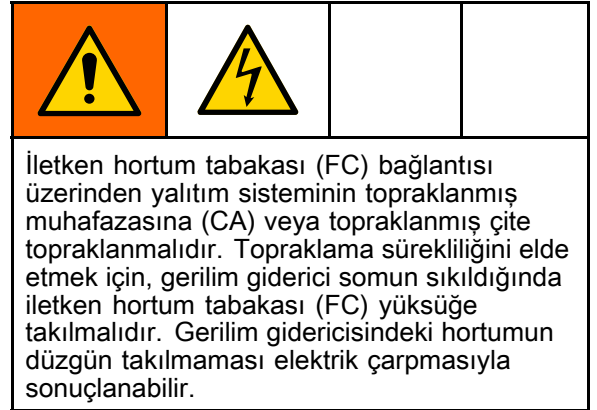 İletken hortum tabakası (FC) bağlantısı
üzerinden yalıtım sisteminin topraklanmış
muhafazasına (CA) veya topraklanmış çite
topraklanmalıdır. Topraklama sürekliliğini elde
etmek için, gerilim giderici somun sıkıldığında
iletken hortum tabakası (FC) yüksüğe
takılmalıdır. Gerilim gidericisindeki hortumun
düzgün takılmaması elektrik çarpmasıyla
sonuçlanabilir.